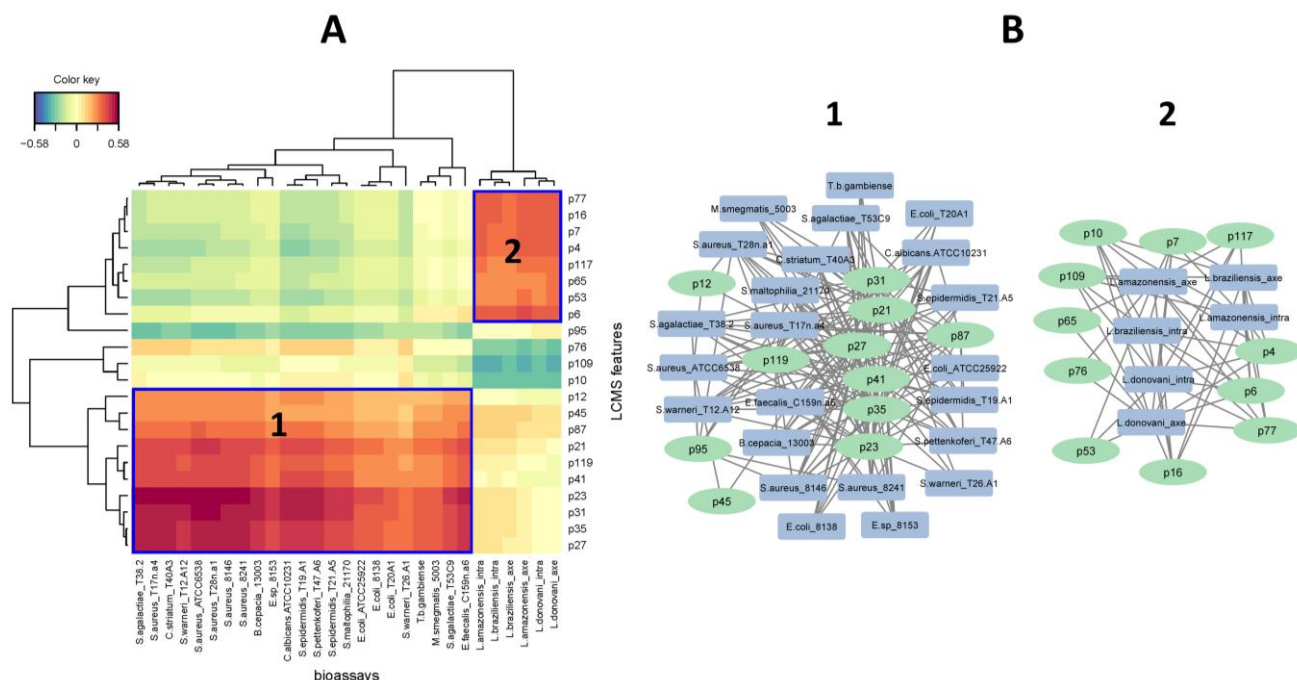 A
B
Color key
−0.58
0
0.58
1
2
p77
p16
p7
p4
p117
p65
p53
p6
p95
p76
p109
p10
p12
p45
p87
p21
p119
p41
p23
p31
p35
p27
2
1
LCMS features
S.agalactiae_T38.2
S.aureus_T17n.a4
C.striatum_T40A3
S.warneri_T12.A12
S.aureus_ATCC6538
S.aureus_T28n.a1
S.aureus_8146
S.aureus_8241
B.cepacia_13003
E.sp_8153
C.albicans.ATCC10231
S.epidermidis_T19.A1
S.pettenkoferi_T47.A6
S.epidermidis_T21.A5
S.maltophilia_21170
E.coli_ATCC25922
E.coli_8138
E.coli_T20A1
S.warneri_T26.A1
T.b.gambiense
M.smegmatis_5003
S.agalactiae_T53C9
E.faecalis_C159n.a6
L.amazonensis_intra
L.braziliensis_intra
L.braziliensis_axe
L.amazonensis_axe
L.donovani_intra
L.donovani_axe
bioassays
T.b.gambiense
M.smegmatis_5003
S.agalactiae_T53C9
E.coli_T20A1
S.aureus_T28n.a1
C.striatum_T40A3
C.albicans.ATCC10231
p12
S.maltophilia_21170
p31
S.epidermidis_T21.A5
p21
S.agalactiae_T38.2
S.aureus_T17n.a4
p87
p27
p119
S.aureus_ATCC6538
E.coli_ATCC25922
p41
S.warneri_T12.A12
E.faecalis_C159n.a6
S.epidermidis_T19.A1
p35
p95
B.cepacia_13003
p23
S.pettenkoferi_T47.A6
p45
S.aureus_8146
S.aureus_8241
S.warneri_T26.A1
E.coli_8138
E.sp_8153
p10
p7
p117
p109
L.amazonensis_axe
L.braziliensis_axe
p65
L.braziliensis_intra
L.amazonensis_intra
p4
p76
L.donovani_intra
p6
p53
L.donovani_axe
p77
p16